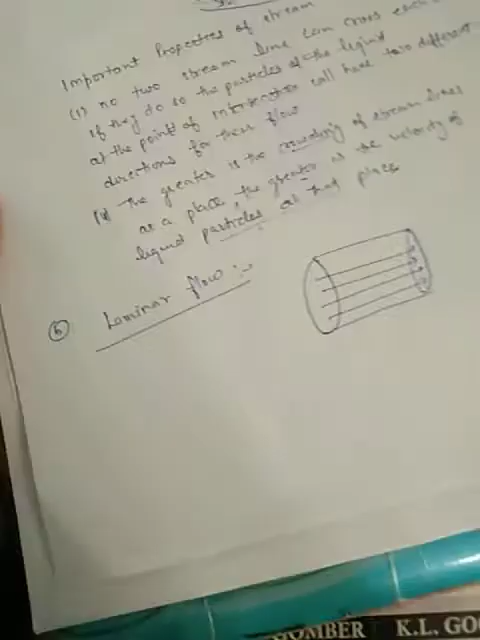 Important Properties of stream
(1) no two stream line can cross each
If they do so the particles of the liquid
at the point of intersection will have two different
directions for their flow
(ii) The greater is the crowding of stream lines
at a place, the greater is the velocity of
liquid particles at that place
(6) Laminar flow :-
OMBER K.L. GO